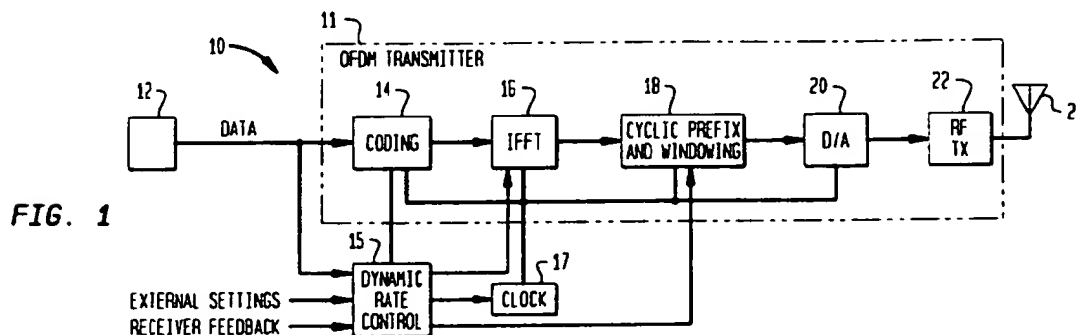 11
10
OFDM TRANSMITTER
12
14
16
18
20
22
2
DATA
CODING
IFFT
CYCLIC PREFIX
AND WINDOWING
D/A
RF
TX
FIG. 1
15
17
DYNAMIC
RATE
CONTROL
CLOCK
EXTERNAL SETTINGS
RECEIVER FEEDBACK